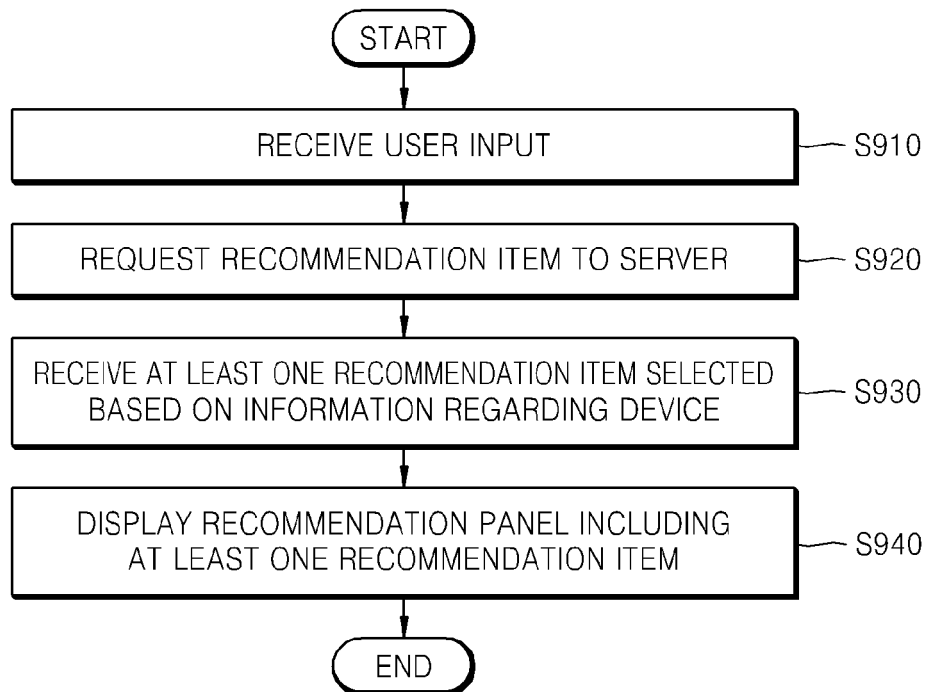 START
RECEIVE USER INPUT
S910
REQUEST RECOMMENDATION ITEM TO SERVER
S920
RECEIVE AT LEAST ONE RECOMMENDATION ITEM SELECTED
BASED ON INFORMATION REGARDING DEVICE
S930
DISPLAY RECOMMENDATION PANEL INCLUDING
AT LEAST ONE RECOMMENDATION ITEM
S940
END